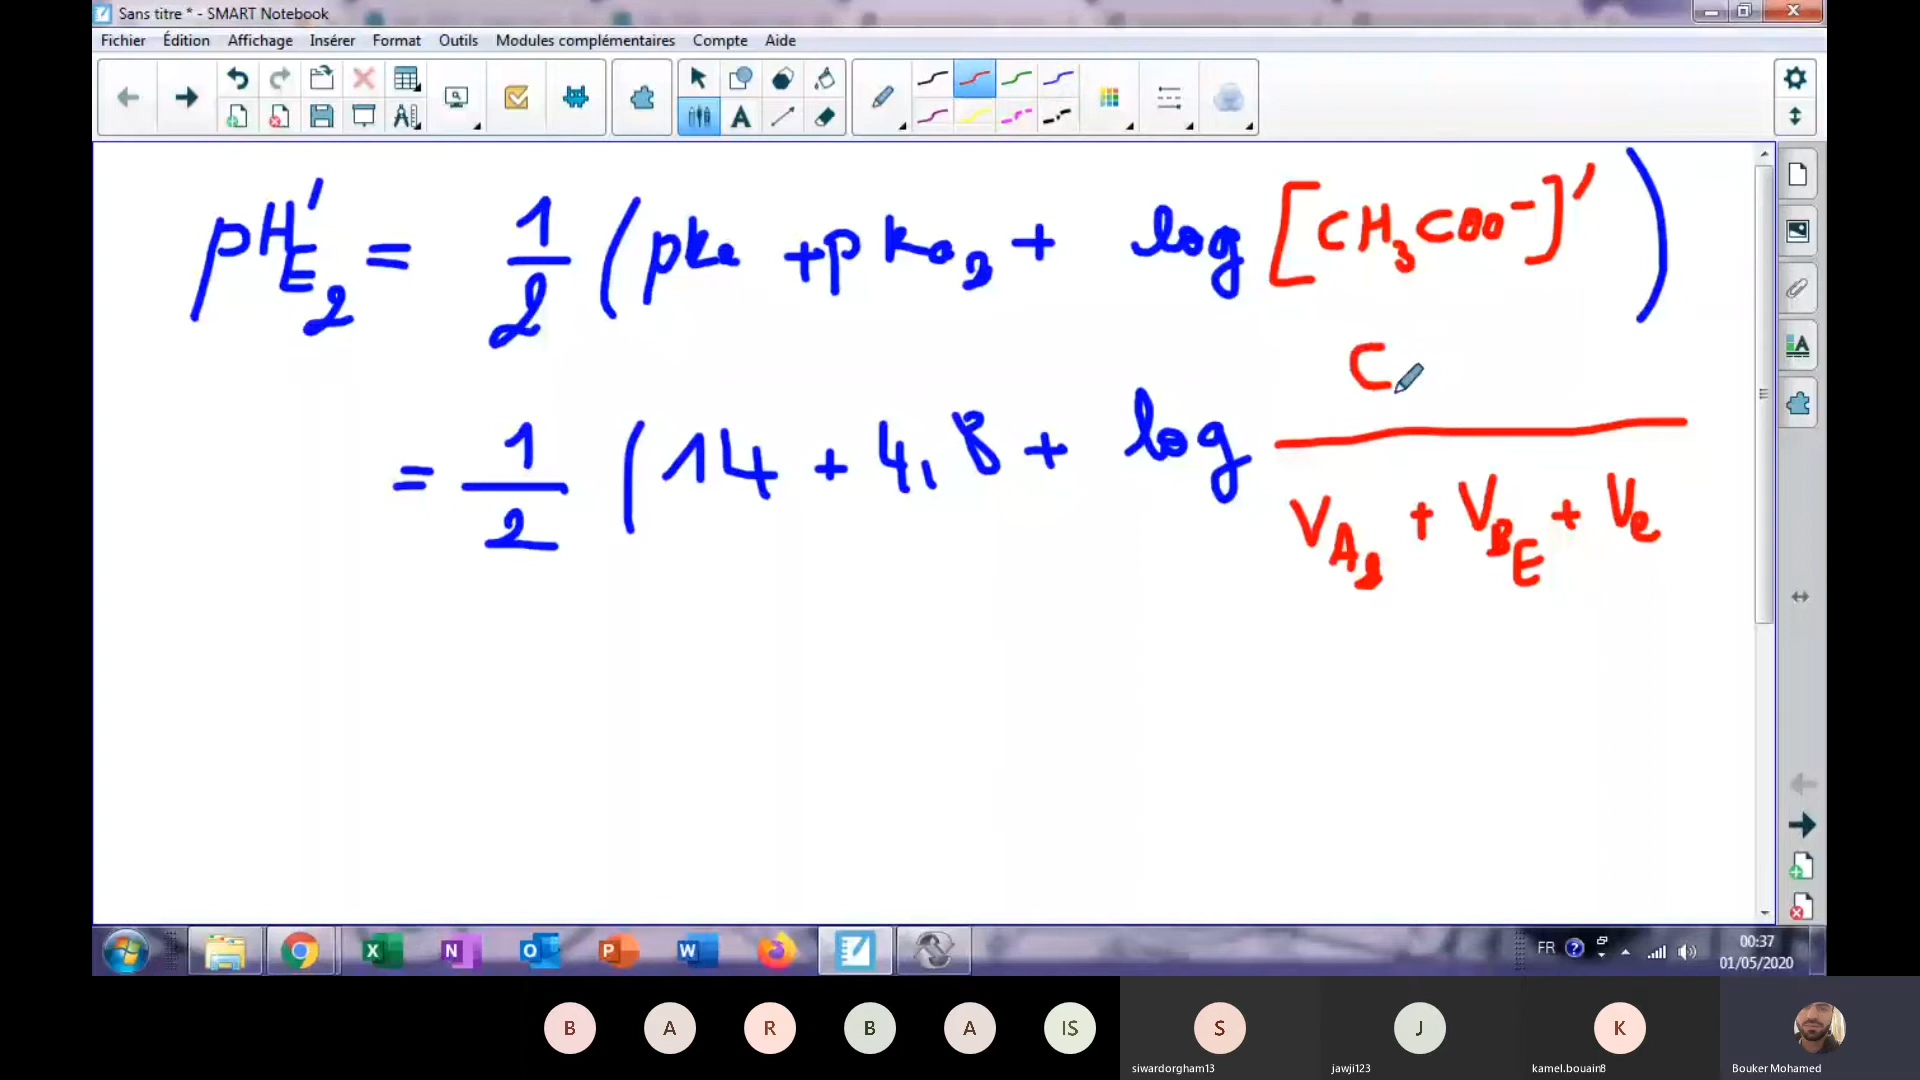 Sans titre * - SMART Notebook
Fichier Édition Affichage Insérer Format Outils Modules complémentaires Compte Aide
pH'E2 = 1/2 (pke + pka2 + log [CH3COO-]')
= 1/2 (14 + 4,8 + log C / VA2 + VBE + Ve
FR
00:37
01/05/2020
B A R B A IS S J K
siwardorgham13 jawji123 kamel.bouain8 Bouker Mohamed